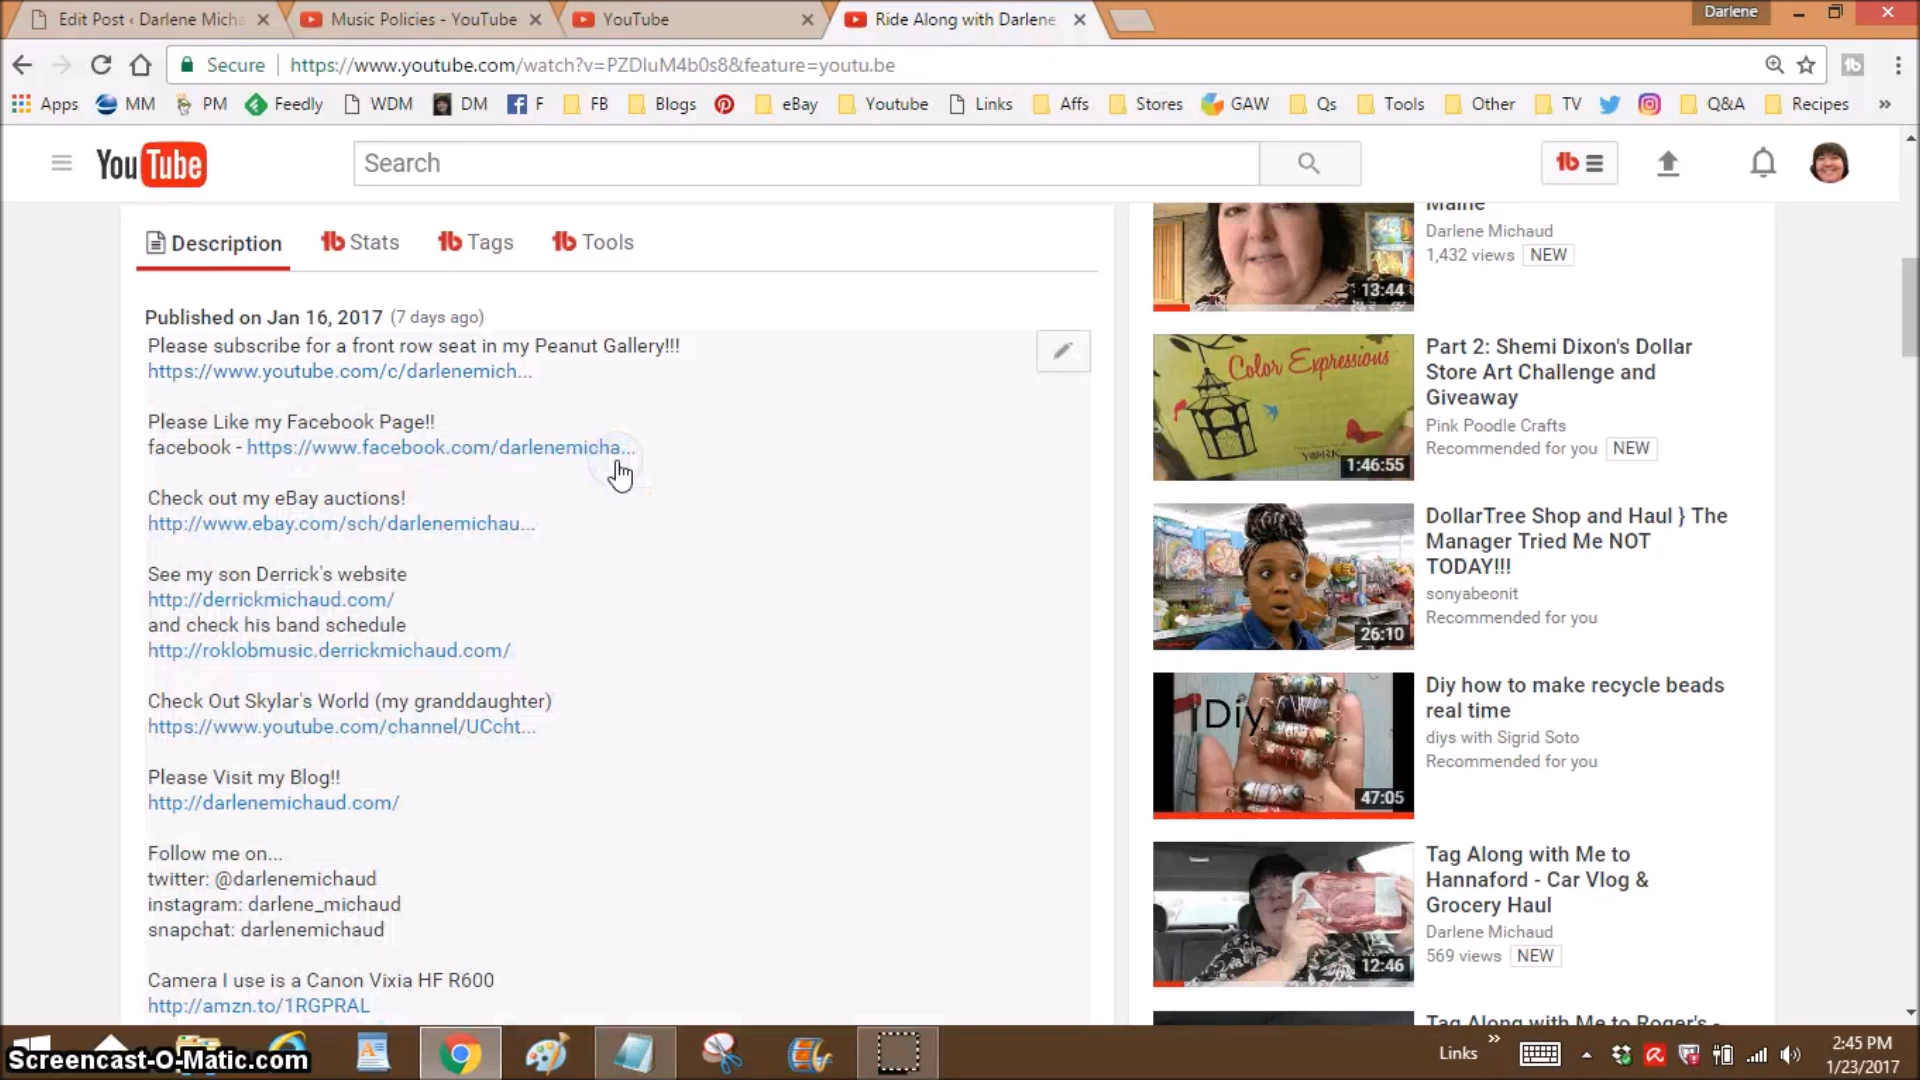 Edit Post ‹ Darlene Micha
Music Policies - YouTube
YouTube
Ride Along with Darlene
Darlene
Secure
https://www.youtube.com/watch?v=PZDluM4b0s8&feature=youtu.be
Apps MM PM Feedly WDM DM F FB Blogs eBay Youtube Links Affs Stores GAW Qs Tools Other TV Q&A Recipes »
YouTube
Search
Description
Stats
Tags
Tools
Published on Jan 16, 2017 (7 days ago)
Please subscribe for a front row seat in my Peanut Gallery!!!
https://www.youtube.com/c/darlenemich...
Please Like my Facebook Page!!
facebook - https://www.facebook.com/darlenemicha...
Check out my eBay auctions!
http://www.ebay.com/sch/darlenemichau...
See my son Derrick's website
http://derrickmichaud.com/
and check his band schedule
http://roklobmusic.derrickmichaud.com/
Check Out Skylar's World (my granddaughter)
https://www.youtube.com/channel/UCcht...
Please Visit my Blog!!
http://darlenemichaud.com/
Follow me on...
twitter: @darlenemichaud
instagram: darlene_michaud
snapchat: darlenemichaud
Camera I use is a Canon Vixia HF R600
http://amzn.to/1RGPRAL
Maine
Darlene Michaud
1,432 views NEW
13:44
Color Expressions
YORK
1:46:55
Part 2: Shemi Dixon's Dollar
Store Art Challenge and
Giveaway
Pink Poodle Crafts
Recommended for you NEW
26:10
DollarTree Shop and Haul } The
Manager Tried Me NOT
TODAY!!!
sonyabeonit
Recommended for you
Diy
47:05
Diy how to make recycle beads
real time
diys with Sigrid Soto
Recommended for you
12:46
Tag Along with Me to
Hannaford - Car Vlog &
Grocery Haul
Darlene Michaud
569 views NEW
Tag Along with Me to Roger's -
Screencast-O-Matic.com
Links »
2:45 PM
1/23/2017